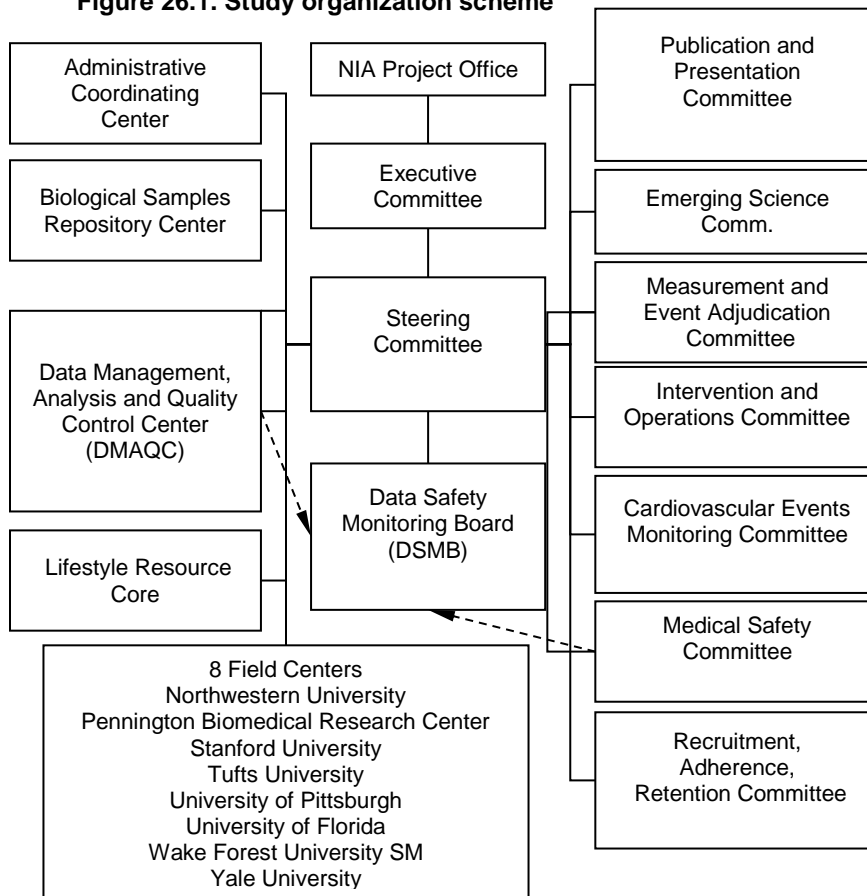 Figure 26.1. Study organization scheme
Administrative
Coordinating
Center
Biological Samples
Repository Center
Data Management,
Analysis and Quality
Control Center
(DMAQC)
Lifestyle Resource
Core
NIA Project Office
Executive
Committee
Steering
Committee
Data Safety
Monitoring Board
(DSMB)
Publication and
Presentation
Committee
Emerging Science
Comm.
Measurement and
Event Adjudication
Committee
Intervention and
Operations Committee
Cardiovascular Events
Monitoring Committee
Medical Safety
Committee
Recruitment,
Adherence,
Retention Committee
8 Field Centers
Northwestern University
Pennington Biomedical Research Center
Stanford University
Tufts University
University of Pittsburgh
University of Florida
Wake Forest University SM
Yale University